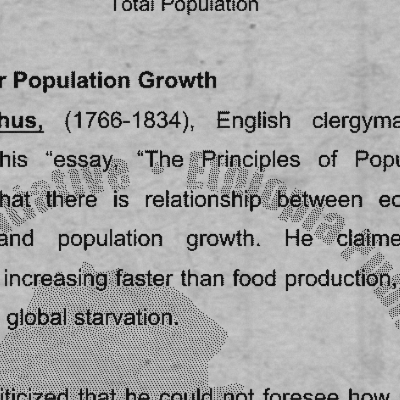 Total Population
r Population Growth
hus, (1766-1834), English clergyma
his “essay, “The Principles of Popu
hat there is relationship between ec
and population growth. He claime
increasing faster than food production,
global starvation.
iticized that he could not foresee how